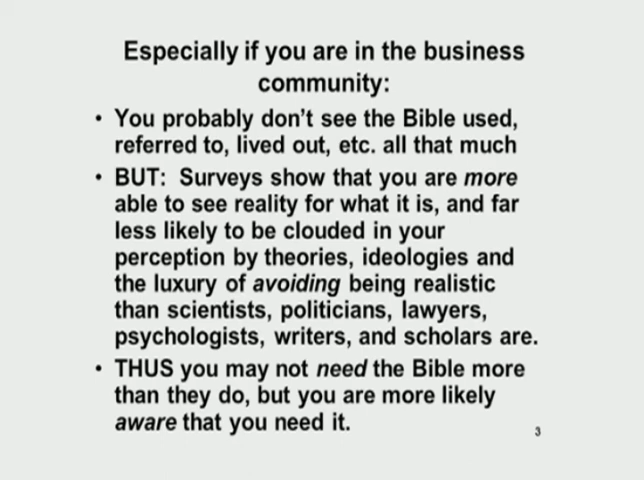 Especially if you are in the business
community:
• You probably don't see the Bible used,
referred to, lived out, etc. all that much
• BUT: Surveys show that you are more
able to see reality for what it is, and far
less likely to be clouded in your
perception by theories, ideologies and
the luxury of avoiding being realistic
than scientists, politicians, lawyers,
psychologists, writers, and scholars are.
• THUS you may not need the Bible more
than they do, but you are more likely
aware that you need it.
3